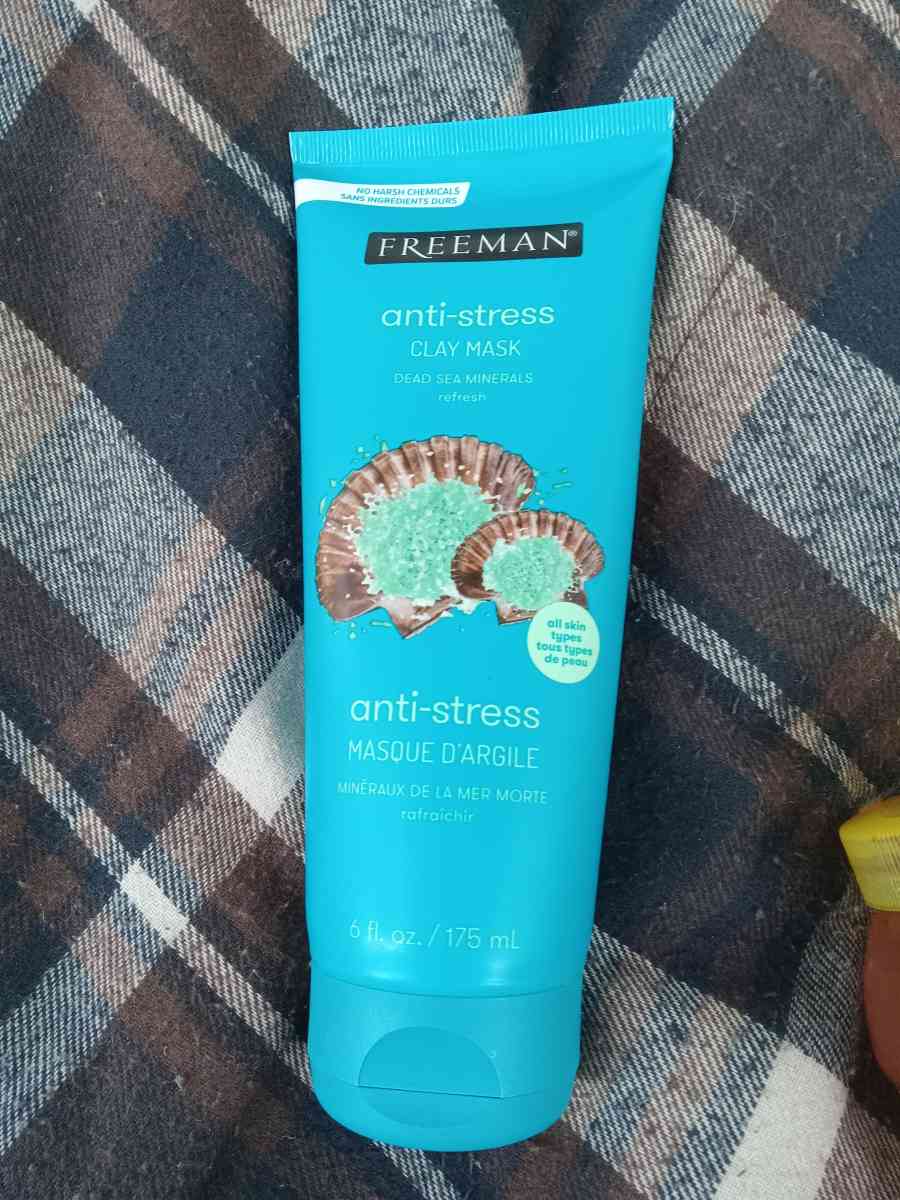 NO HARSH CHEMICALS
SANS INGRÉDIENTS DURS
FREEMAN®
anti-stress
CLAY MASK
DEAD SEA MINERALS
refresh
all skin
types
tous types
de peau
anti-stress
MASQUE D'ARGILE
MINÉRAUX DE LA MER MORTE
rafraîchir
6 fl. oz. / 175 mL